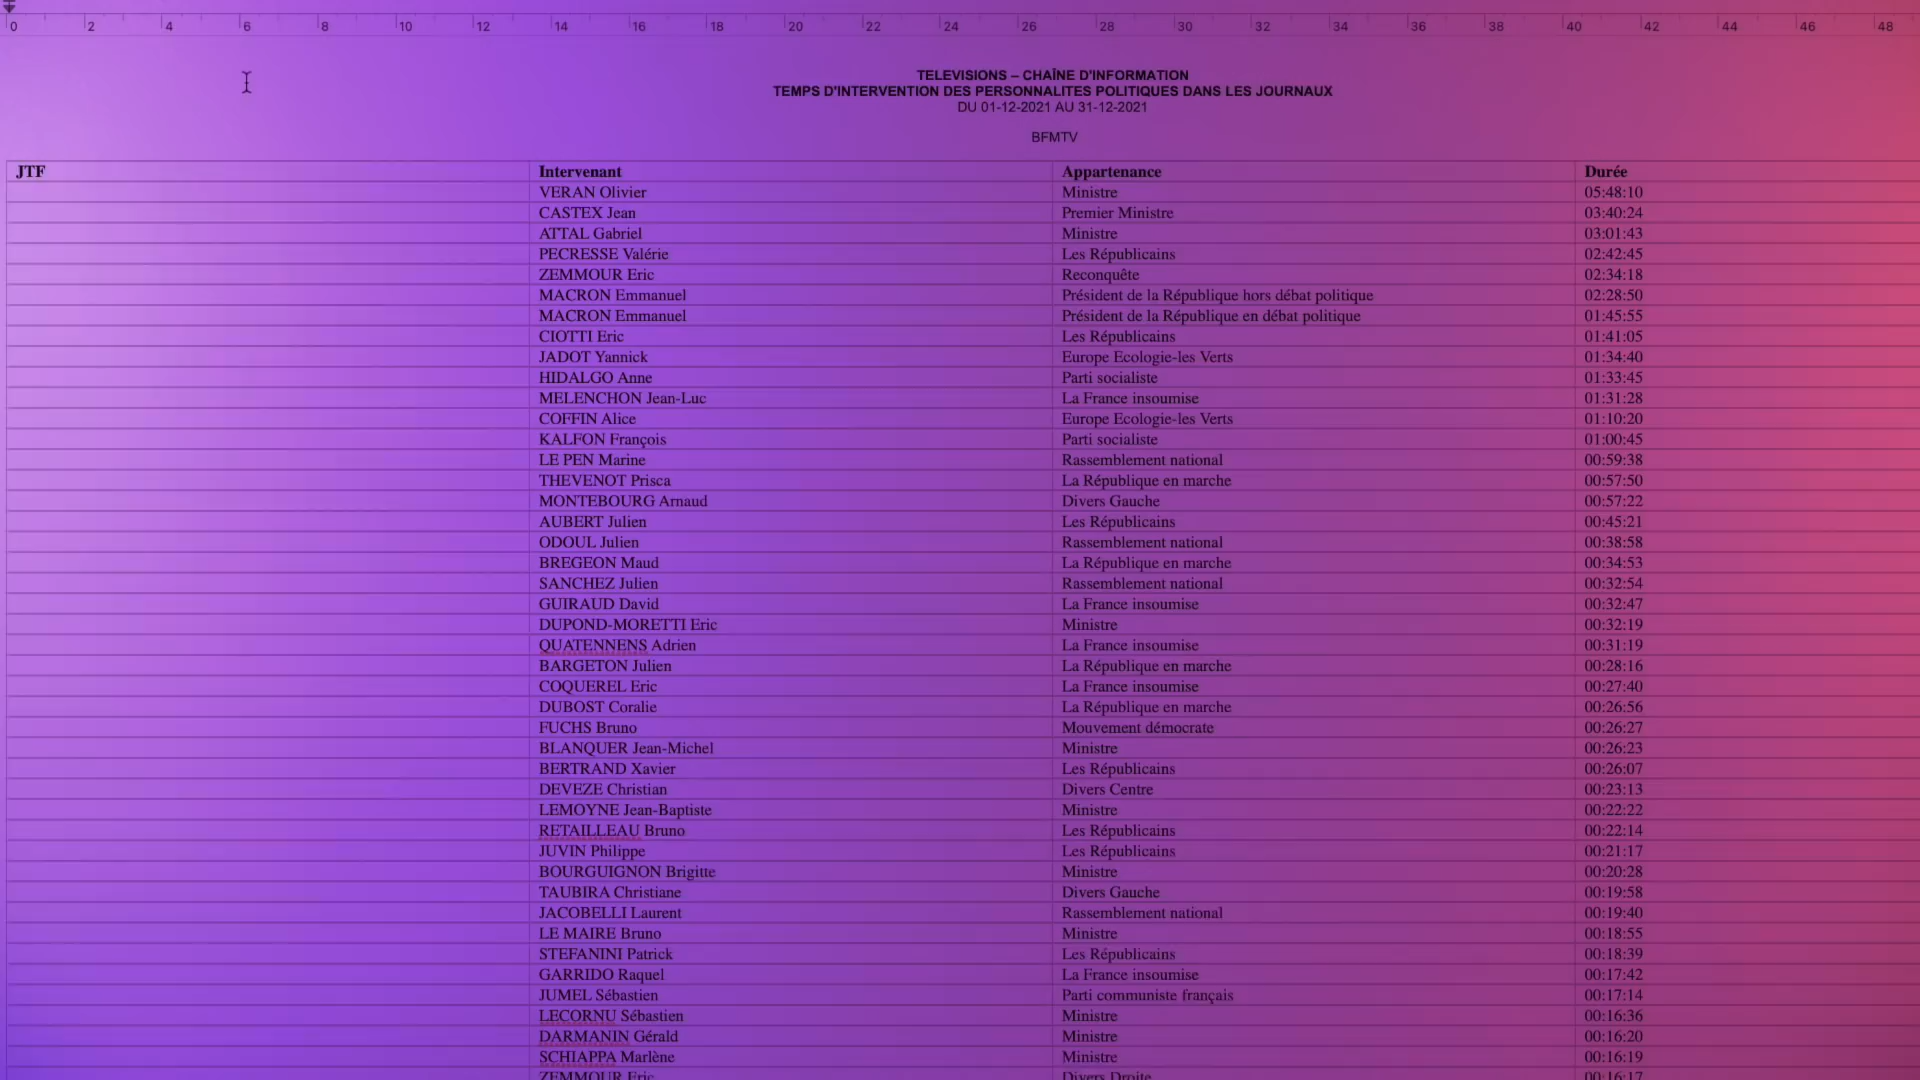 0 2 4 6 8 10 12 14 16 18 20 22 24 26 28 30 32 34 36 38 40 42 44 46 48
TELEVISIONS – CHAÎNE D'INFORMATION
TEMPS D'INTERVENTION DES PERSONNALITES POLITIQUES DANS LES JOURNAUX
DU 01-12-2021 AU 31-12-2021
BFMTV
JTF Intervenant Appartenance Durée
VERAN Olivier Ministre 05:48:10
CASTEX Jean Premier Ministre 03:40:24
ATTAL Gabriel Ministre 03:01:43
PECRESSE Valérie Les Républicains 02:42:45
ZEMMOUR Eric Reconquête 02:34:18
MACRON Emmanuel Président de la République hors débat politique 02:28:50
MACRON Emmanuel Président de la République en débat politique 01:45:55
CIOTTI Eric Les Républicains 01:41:05
JADOT Yannick Europe Ecologie-les Verts 01:34:40
HIDALGO Anne Parti socialiste 01:33:45
MELENCHON Jean-Luc La France insoumise 01:31:28
COFFIN Alice Europe Ecologie-les Verts 01:10:20
KALFON François Parti socialiste 01:00:45
LE PEN Marine Rassemblement national 00:59:38
THEVENOT Prisca La République en marche 00:57:50
MONTEBOURG Arnaud Divers Gauche 00:57:22
AUBERT Julien Les Républicains 00:45:21
ODOUL Julien Rassemblement national 00:38:58
BREGEON Maud La République en marche 00:34:53
SANCHEZ Julien Rassemblement national 00:32:54
GUIRAUD David La France insoumise 00:32:47
DUPOND-MORETTI Eric Ministre 00:32:19
QUATENNENS Adrien La France insoumise 00:31:19
BARGETON Julien La République en marche 00:28:16
COQUEREL Eric La France insoumise 00:27:40
DUBOST Coralie La République en marche 00:26:56
FUCHS Bruno Mouvement démocrate 00:26:27
BLANQUER Jean-Michel Ministre 00:26:23
BERTRAND Xavier Les Républicains 00:26:07
DEVEZE Christian Divers Centre 00:23:13
LEMOYNE Jean-Baptiste Ministre 00:22:22
RETAILLEAU Bruno Les Républicains 00:22:14
JUVIN Philippe Les Républicains 00:21:17
BOURGUIGNON Brigitte Ministre 00:20:28
TAUBIRA Christiane Divers Gauche 00:19:58
JACOBELLI Laurent Rassemblement national 00:19:40
LE MAIRE Bruno Ministre 00:18:55
STEFANINI Patrick Les Républicains 00:18:39
GARRIDO Raquel La France insoumise 00:17:42
JUMEL Sébastien Parti communiste français 00:17:14
LECORNU Sébastien Ministre 00:16:36
DARMANIN Gérald Ministre 00:16:20
SCHIAPPA Marlène Ministre 00:16:19
ZEMMOUR Eric Divers Droite 00:16:17